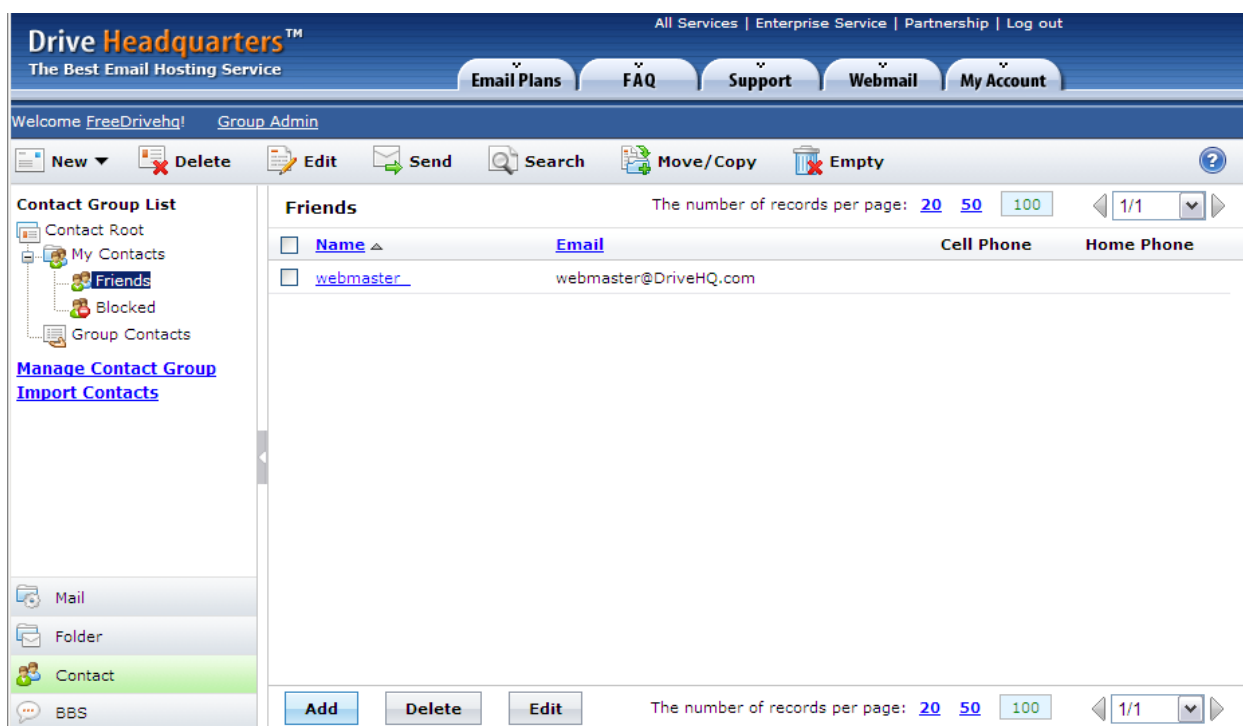 All Services | Enterprise Service | Partnership | Log out
Drive Headquarters™
The Best Email Hosting Service
Email Plans FAQ Support Webmail My Account
Welcome FreeDrivehq! Group Admin
New Delete Edit Send Search Move/Copy Empty ?
Contact Group List
Contact Root
My Contacts
Friends
Blocked
Group Contacts
Manage Contact Group
Import Contacts
Friends The number of records per page: 20 50 100 1/1
Name Email Cell Phone Home Phone
webmaster webmaster@DriveHQ.com
Mail
Folder
Contact
BBS
Add Delete Edit The number of records per page: 20 50 100 1/1